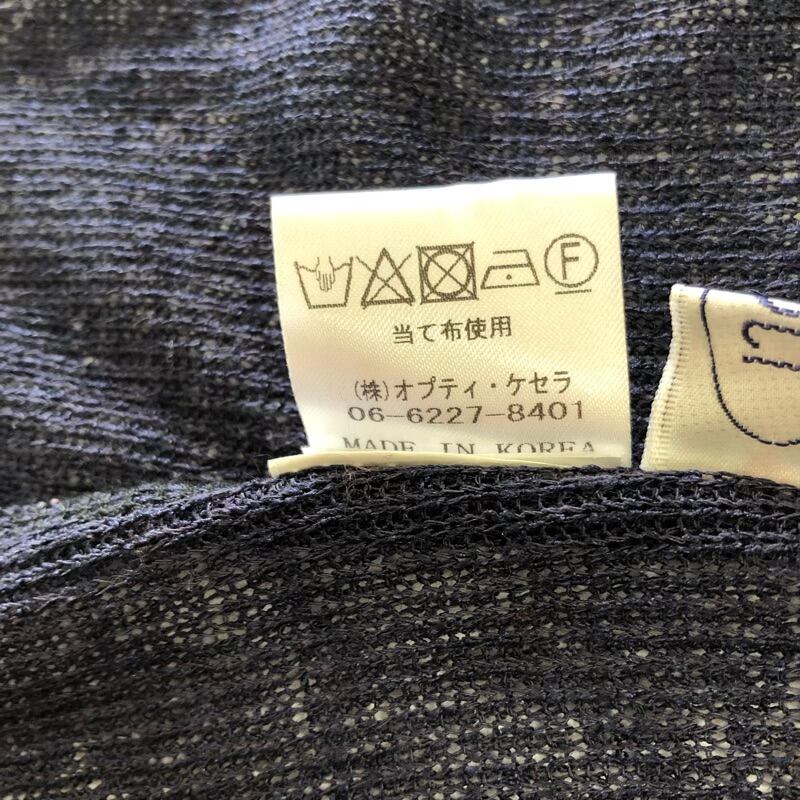 F
当て布使用
(株)オプティ・ケセラ
06-6227-8401
MADE IN KOREA